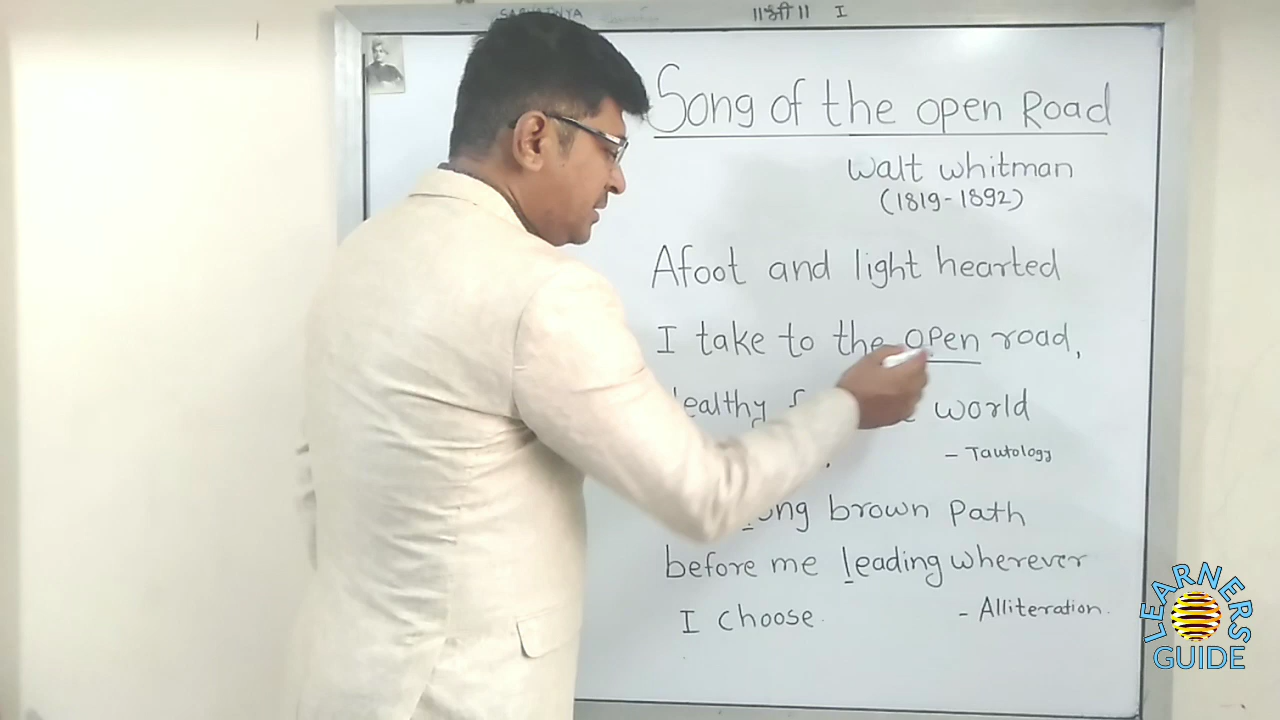 SARVATNYA
||श्री|| I
Song of the open Road
Walt whitman
(1819-1892)
Afoot and light hearted
I take to the open road,
world
- Tautology
brown path
before me leading wherever
I choose.
- Alliteration.
LEARNERS
GUIDE